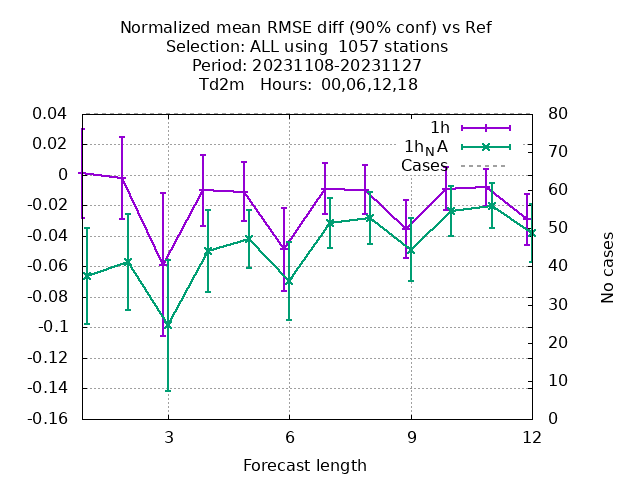 Normalized mean RMSE diff (90% conf) vs Ref
Selection: ALL using  1057 stations
Period: 20231108-20231127
Td2m   Hours:  00,06,12,18
0.04
0.02
0
-0.02
-0.04
-0.06
-0.08
-0.1
-0.12
-0.14
-0.16
1h
1hNA
Cases
80
70
60
50
40
30
20
10
0
No cases
3
6
9
12
Forecast length